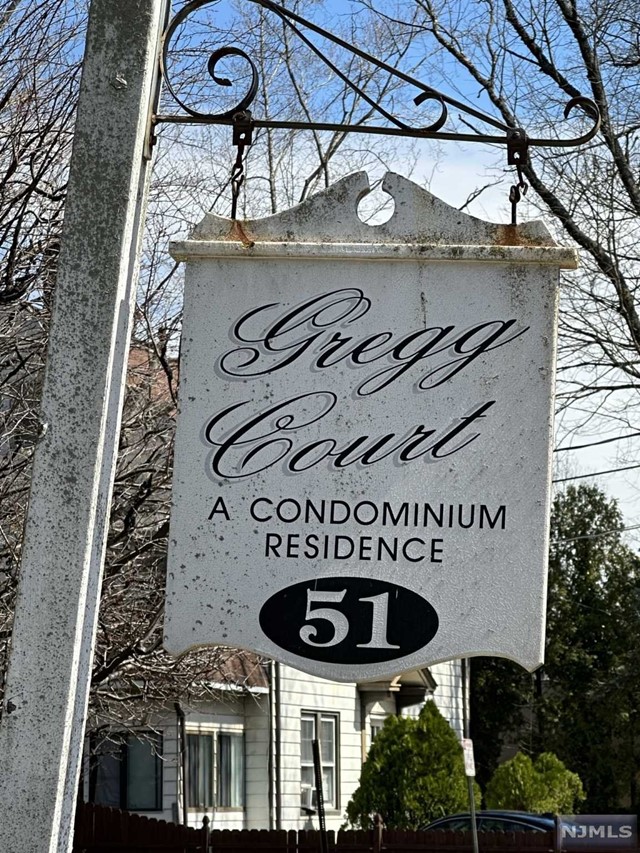 Gregg
Court
A CONDOMINIUM
RESIDENCE
51
NJMLS